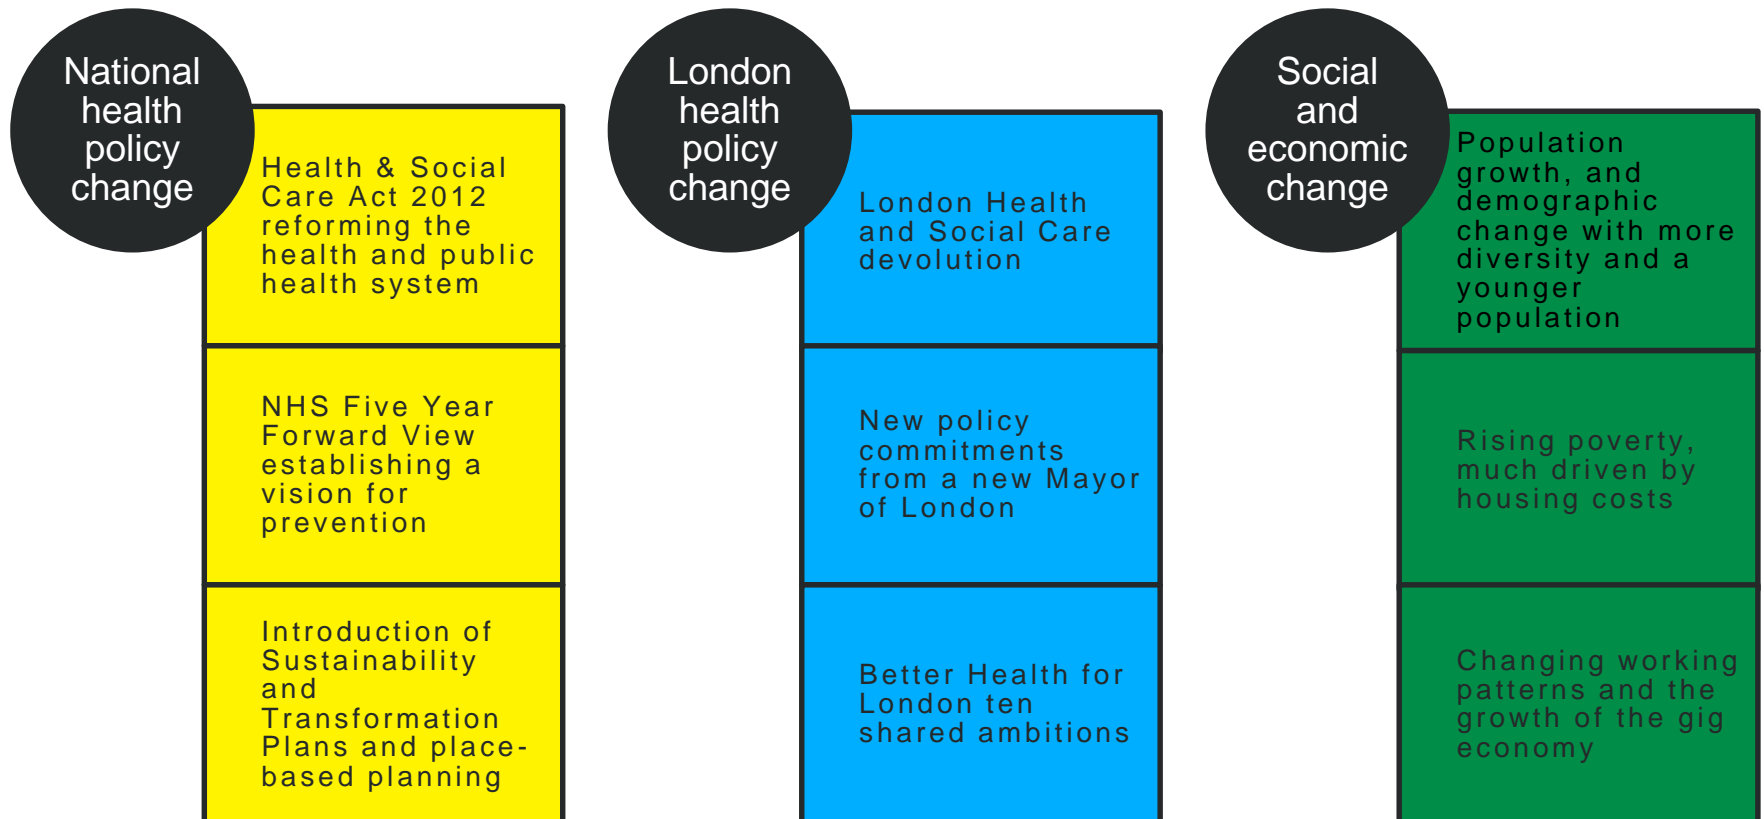 National
health
policy
change
Health & Social
Care Act 2012
reforming the
health and public
health system
NHS Five Year
Forward View
establishing a
vision for
prevention
Introduction of
Sustainability
and
Transformation
Plans and place-
based planning
London
health
policy
change
London Health
and Social Care
devolution
New policy
commitments
from a new Mayor
of London
Better Health for
London ten
shared ambitions
Social
and
economic
change
Population
growth, and
demographic
change with more
diversity and a
younger
population
Rising poverty,
much driven by
housing costs
Changing working
patterns and the
growth of the gig
economy